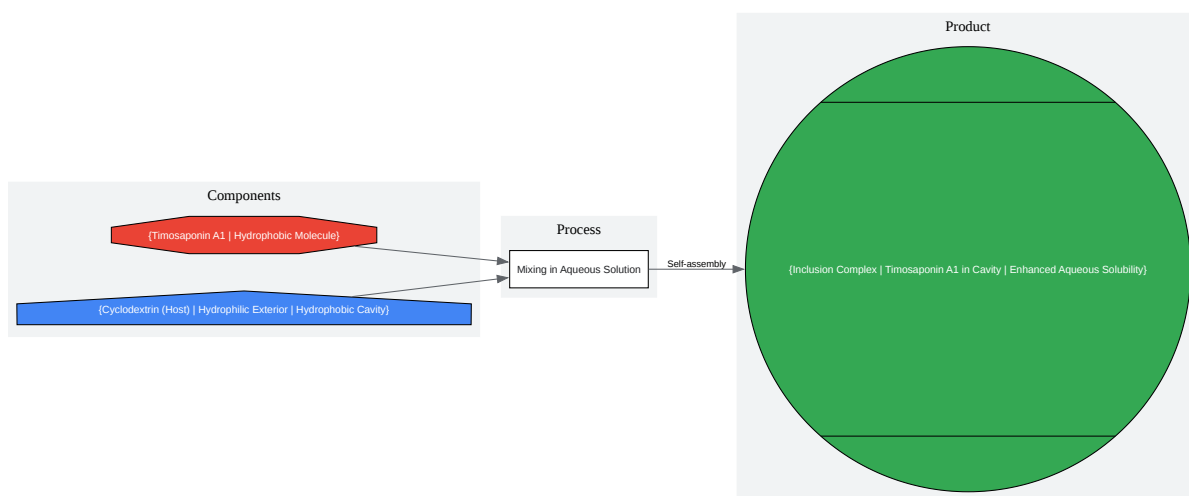 Components
{Timosaponin A1 | Hydrophobic Molecule}
{Cyclodextrin (Host) | Hydrophilic Exterior | Hydrophobic Cavity}
Process
Mixing in Aqueous Solution
Self-assembly
Product
{Inclusion Complex | Timosaponin A1 in Cavity | Enhanced Aqueous Solubility}